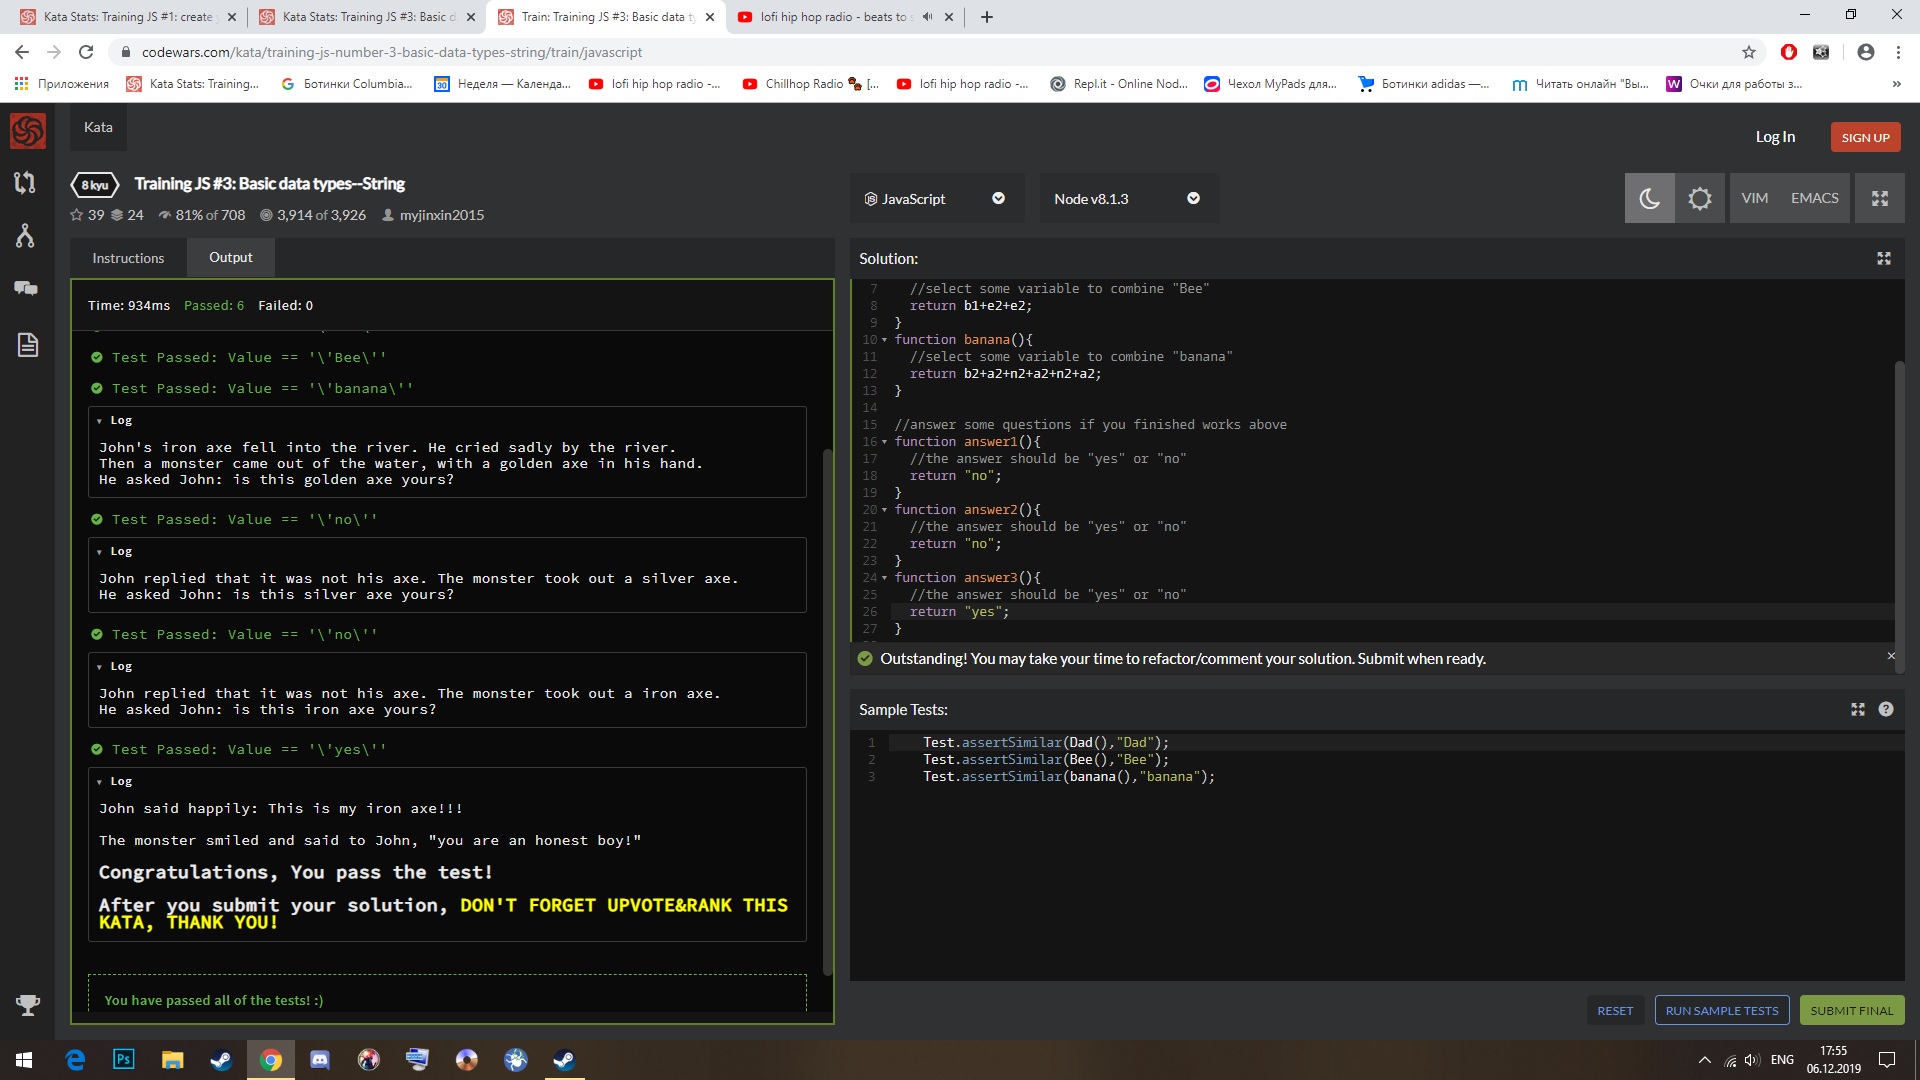 Kata Stats: Training JS #1: create
Kata Stats: Training JS #3: Basic d
Train: Training JS #3: Basic data ty
lofi hip hop radio - beats to s
codewars.com/kata/training-js-number-3-basic-data-types-string/train/javascript
Приложения
Kata Stats: Training...
Ботинки Columbia...
30
Неделя — Календа...
lofi hip hop radio -...
Chillhop Radio [...
lofi hip hop radio -...
Repl.it - Online Nod...
Чехол MyPads для...
Ботинки adidas —...
Читать онлайн "Вы...
Очки для работы з...
»
Kata
Log In
SIGN UP
8 kyu
Training JS #3: Basic data types--String
39 24 81% of 708 3,914 of 3,926 myjinxin2015
JavaScript
Node v8.1.3
VIM
EMACS
Instructions
Output
Time: 934ms Passed: 6 Failed: 0
Test Passed: Value == '\'Bee\''
Test Passed: Value == '\'banana\''
Log
John's iron axe fell into the river. He cried sadly by the river.
Then a monster came out of the water, with a golden axe in his hand.
He asked John: is this golden axe yours?
Test Passed: Value == '\'no\''
Log
John replied that it was not his axe. The monster took out a silver axe.
He asked John: is this silver axe yours?
Test Passed: Value == '\'no\''
Log
John replied that it was not his axe. The monster took out a iron axe.
He asked John: is this iron axe yours?
Test Passed: Value == '\'yes\''
Log
John said happily: This is my iron axe!!!
The monster smiled and said to John, "you are an honest boy!"
Congratulations, You pass the test!
After you submit your solution, DON'T FORGET UPVOTE&RANK THIS
KATA, THANK YOU!
You have passed all of the tests! :)
Solution:
7 //select some variable to combine "Bee"
8 return b1+e2+e2;
9 }
10 function banana(){
11 //select some variable to combine "banana"
12 return b2+a2+n2+a2+n2+a2;
13 }
14
15 //answer some questions if you finished works above
16 function answer1(){
17 //the answer should be "yes" or "no"
18 return "no";
19 }
20 function answer2(){
21 //the answer should be "yes" or "no"
22 return "no";
23 }
24 function answer3(){
25 //the answer should be "yes" or "no"
26 return "yes";
27 }
Outstanding! You may take your time to refactor/comment your solution. Submit when ready.
Sample Tests:
1 Test.assertSimilar(Dad(),"Dad");
2 Test.assertSimilar(Bee(),"Bee");
3 Test.assertSimilar(banana(),"banana");
RESET
RUN SAMPLE TESTS
SUBMIT FINAL
Ps
ENG
17:55
06.12.2019